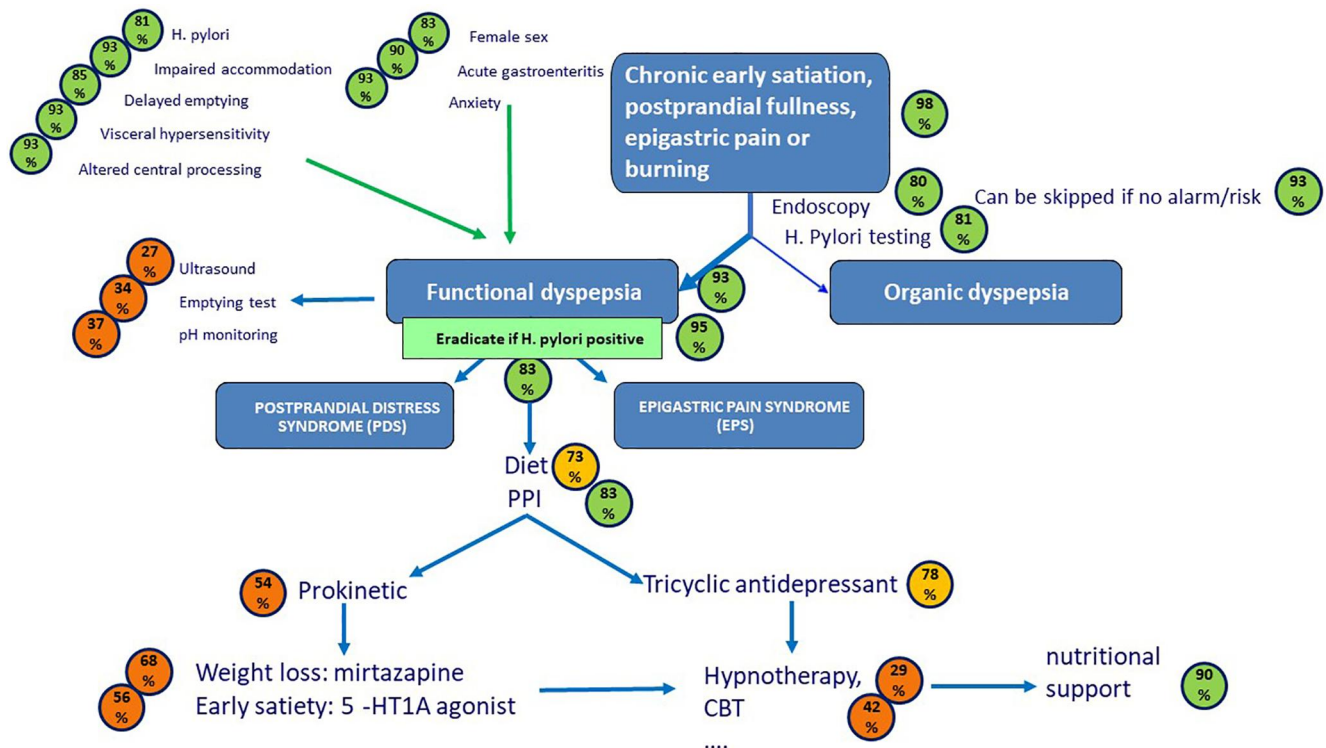 81
%
H. pylori
93
%
Impaired accommodation
85
%
Delayed emptying
93
%
Visceral hypersensitivity
93
%
Altered central processing
83
%
Female sex
90
%
Acute gastroenteritis
93
%
Anxiety
Chronic early satiation,
postprandial fullness,
epigastric pain or
burning
98
%
Endoscopy
80
%
H. Pylori testing
81
%
Can be skipped if no alarm/risk
93
%
27
%
Ultrasound
34
%
Emptying test
37
%
pH monitoring
Functional dyspepsia
93
%
Organic dyspepsia
Eradicate if H. pylori positive
95
%
83
%
POSTPRANDIAL DISTRESS
SYNDROME (PDS)
EPIGASTRIC PAIN SYNDROME
(EPS)
Diet
73
%
PPI
83
%
54
%
Prokinetic
Tricyclic antidepressant
78
%
68
%
Weight loss: mirtazapine
56
%
Early satiety: 5 -HT1A agonist
Hypnotherapy,
CBT
....
29
%
42
%
nutritional
support
90
%